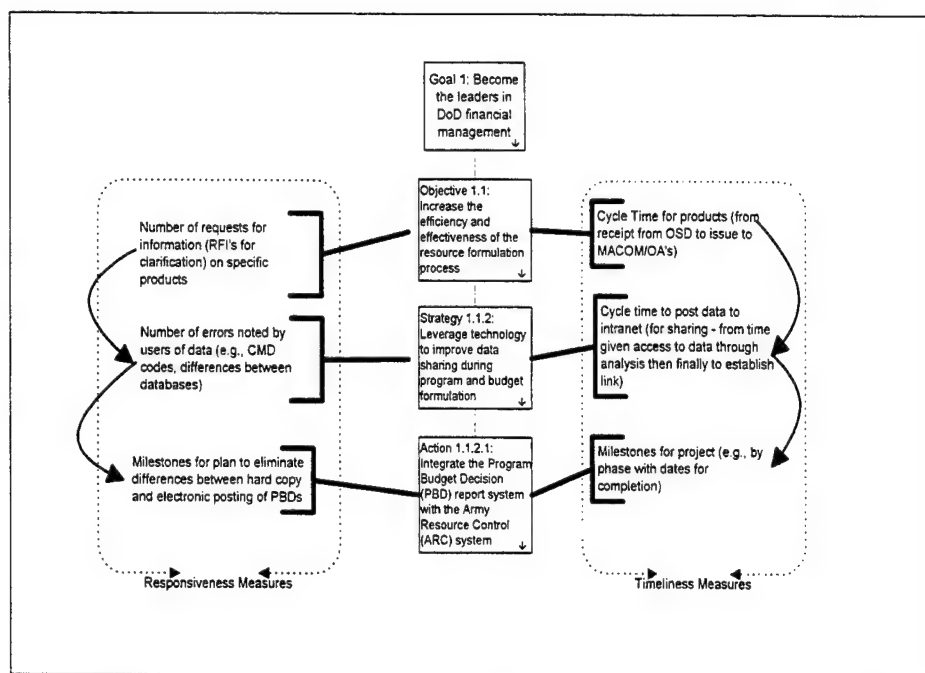 Goal 1: Become
the leaders in
DoD financial
management
Number of requests for
information (RFI's for
clarification) on specific
products
Objective 1.1:
Increase the
efficiency and
effectiveness of the
resource formulation
process
Cycle Time for products (from
receipt from OSD to issue to
MACOM/OA's)
Number of errors noted by
users of data (e.g., CMD
codes, differences between
databases)
Strategy 1.1.2:
Leverage technology
to improve data
sharing during
program and budget
formulation
Cycle time to post data to
intranet (for sharing - from time
given access to data through
analysis then finally to establish
link)
Milestones for plan to eliminate
differences between hard copy
and electronic posting of PBDs
Action 1.1.2.1:
Integrate the Program
Budget Decision
(PBD) report system
with the Army
Resource Control
(ARC) system
Milestones for project (e.g., by
phase with dates for
completion)
Responsiveness Measures
Timeliness Measures